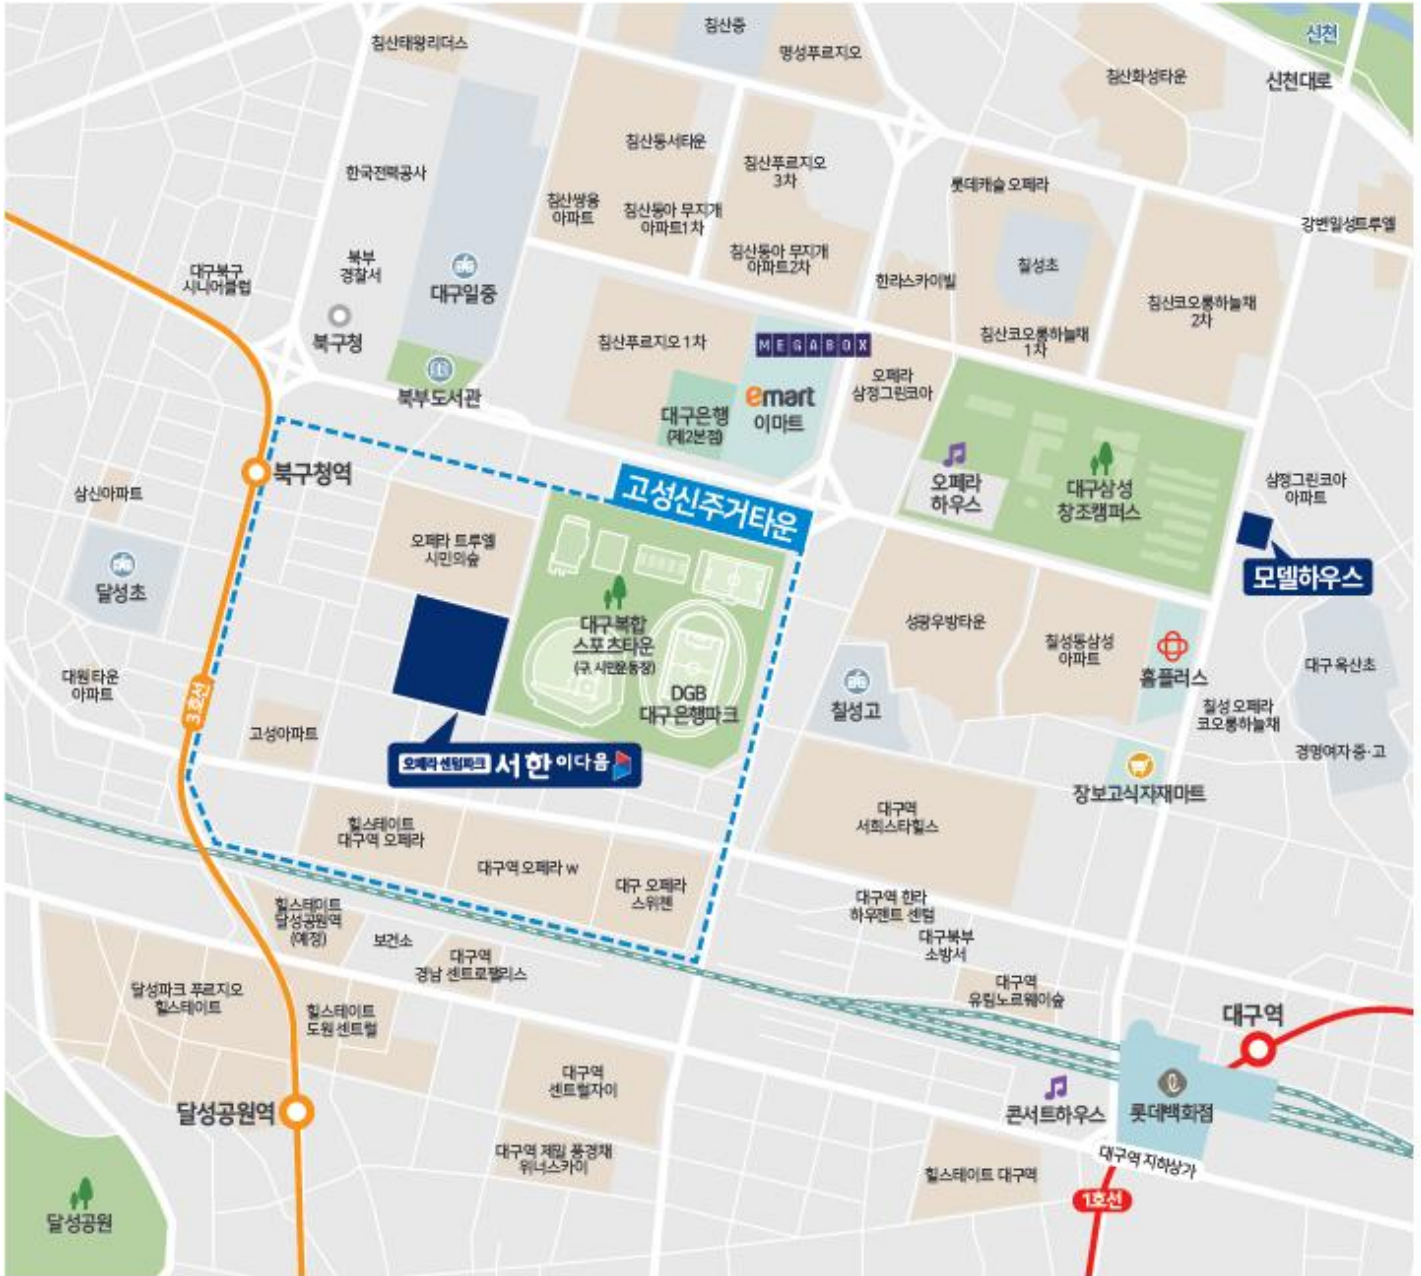 침산태왕리더스
침산중
명성푸르지오
침산화성타운
신천
신천대로
한국전력공사
침산동서타운
침산푸르지오
3차
롯데캐슬 오페라
침산쌍용
아파트
침산동아 무지개
아파트1차
침산동아 무지개
아파트2차
강변일성트루엘
대구북구
시니어클럽
북부
경찰서
대구일중
한라스카이빌
칠성초
침산코오롱하늘채
2차
북구청
침산푸르지오 1차
MEGABOX
침산코오롱하늘채
1차
북부도서관
대구은행
(제2본점)
emart
이마트
오페라
삼정그린코아
북구청역
삼신아파트
고성신주거타운
오페라
하우스
대구삼성
창조캠퍼스
삼정그린코아
아파트
오페라 트루엘
시민의숲
모델하우스
달성초
대구복합
스포츠타운
(구. 시민운동장)
성광우방타운
칠성동삼성
아파트
홈플러스
대구옥산초
대원타운
아파트
3호선
DGB
대구은행파크
칠성고
칠성 오페라
코오롱하늘채
고성아파트
오페라 센텀파크 서한이다음
경명여자중·고
장보고식자재마트
힐스테이트
대구역 오페라
대구역
서희스타힐스
대구역 오페라 W
대구 오페라
스위첸
힐스테이트
달성공원역
(예정)
보건소
대구역
경남 센트로팰리스
대구역 한라
하우젠트 센텀
대구북부
소방서
달성파크 푸르지오
힐스테이트
힐스테이트
도원 센트럴
대구역
유림노르웨이숲
대구역
대구역
센트럴자이
달성공원역
콘서트하우스
롯데백화점
대구역 제일 풍경채
위너스카이
힐스테이트 대구역
대구역 지하상가
1호선
달성공원